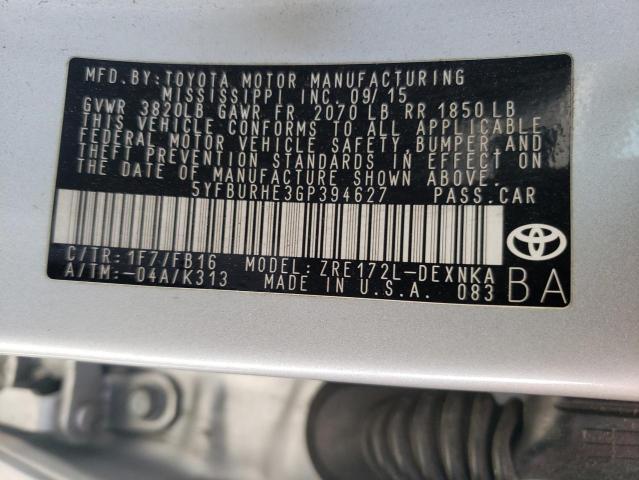 MFD. BY: TOYOTA MOTOR MANUFACTURING
MISSISSIPPI INC. 09/15
GVWR 3820LB GAWR FR 2070 LB RR 1850 LB
THIS VEHICLE CONFORMS TO ALL APPLICABLE
FEDERAL MOTOR VEHICLE SAFETY, BUMPER AND
THEFT PREVENTION STANDARDS IN EFFECT ON
THE DATE OF MANUFACTURE SHOWN ABOVE.
5YFBURHE3GP394627 PASS. CAR
C/TR: 1F7/FB16 MODEL: ZRE172L-DEXNKA
A/TM: -04A/K313 MADE IN U.S.A. 083 BA